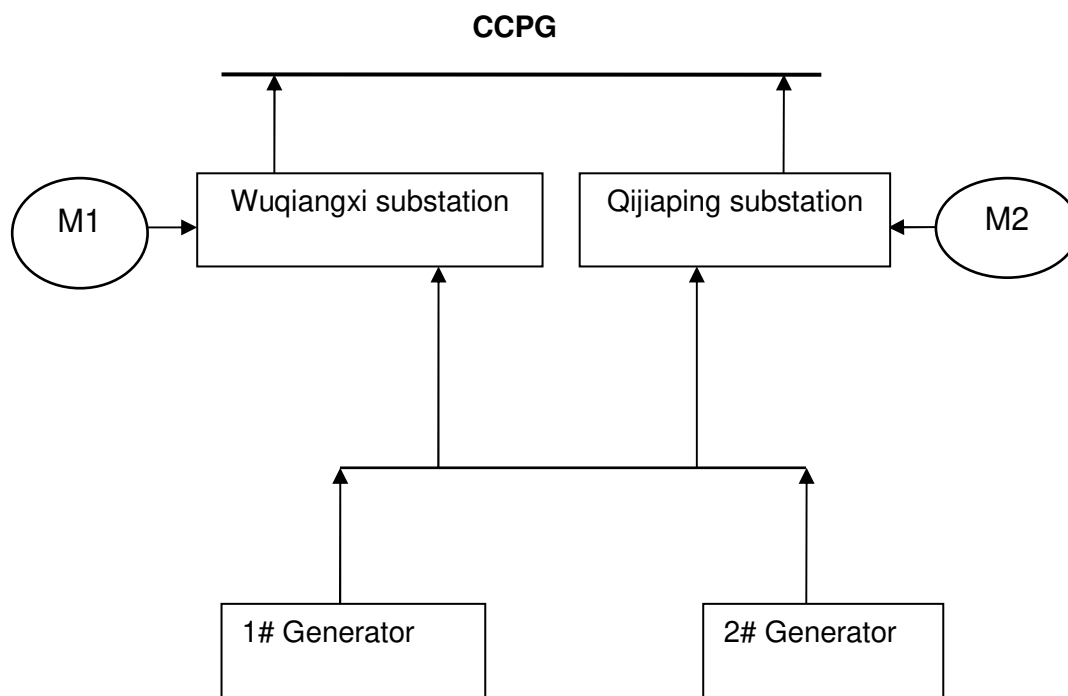 CCPG
M1
Wuqiangxi substation
Qijiaping substation
M2
1# Generator
2# Generator